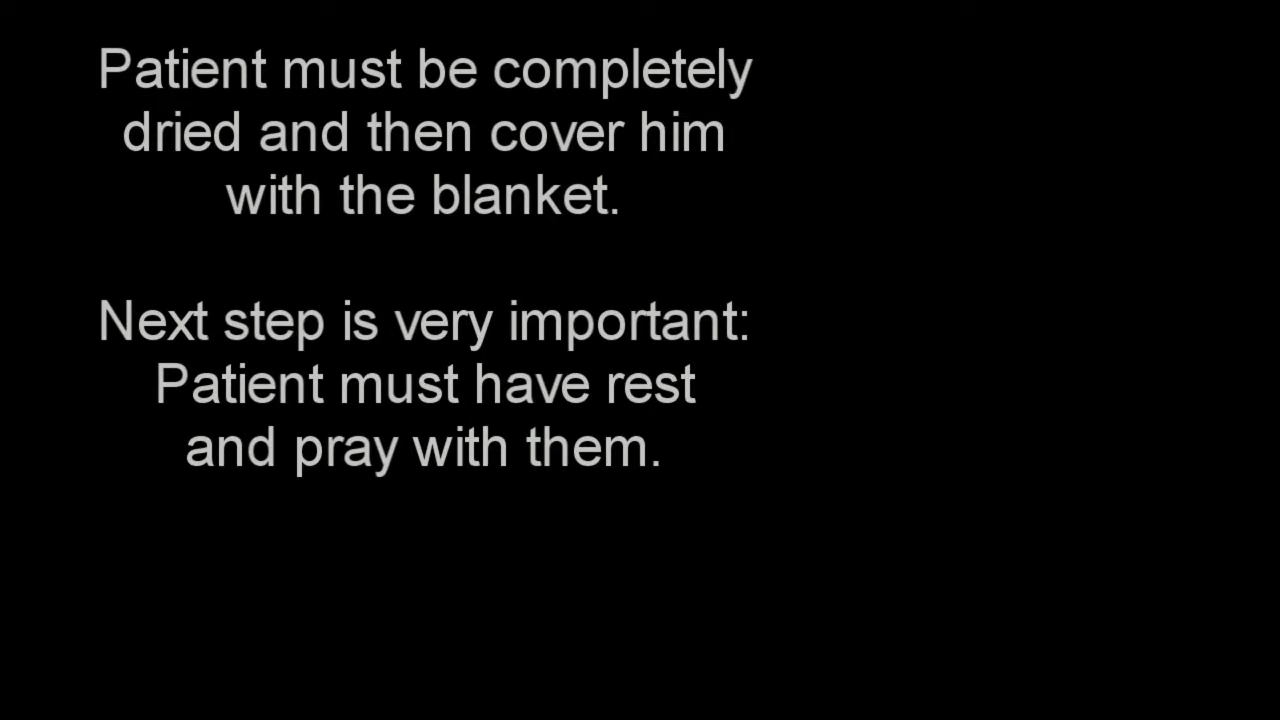 Patient must be completely
dried and then cover him
with the blanket.
Next step is very important:
Patient must have rest
and pray with them.